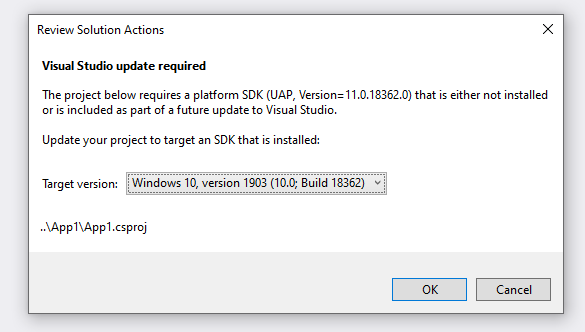 Review Solution Actions
Visual Studio update required
The project below requires a platform SDK (UAP, Version=11.0.18362.0) that is either not installed
or is included as part of a future update to Visual Studio.
Update your project to target an SDK that is installed:
Target version: Windows 10, version 1903 (10.0; Build 18362)
..\App1\App1.csproj
OK Cancel